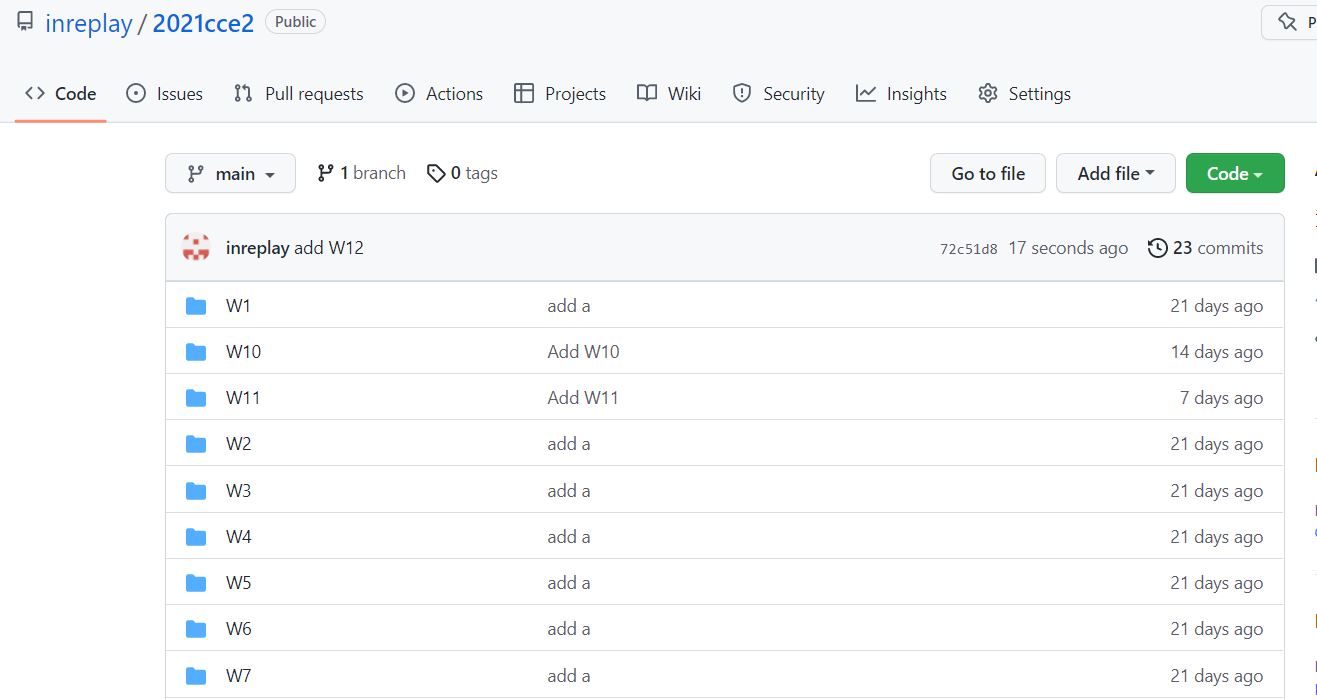 inreplay / 2021cce2 Public
Code Issues Pull requests Actions Projects Wiki Security Insights Settings
main 1 branch 0 tags Go to file Add file Code
inreplay add W12 72c51d8 17 seconds ago 23 commits
W1 add a 21 days ago
W10 Add W10 14 days ago
W11 Add W11 7 days ago
W2 add a 21 days ago
W3 add a 21 days ago
W4 add a 21 days ago
W5 add a 21 days ago
W6 add a 21 days ago
W7 add a 21 days ago